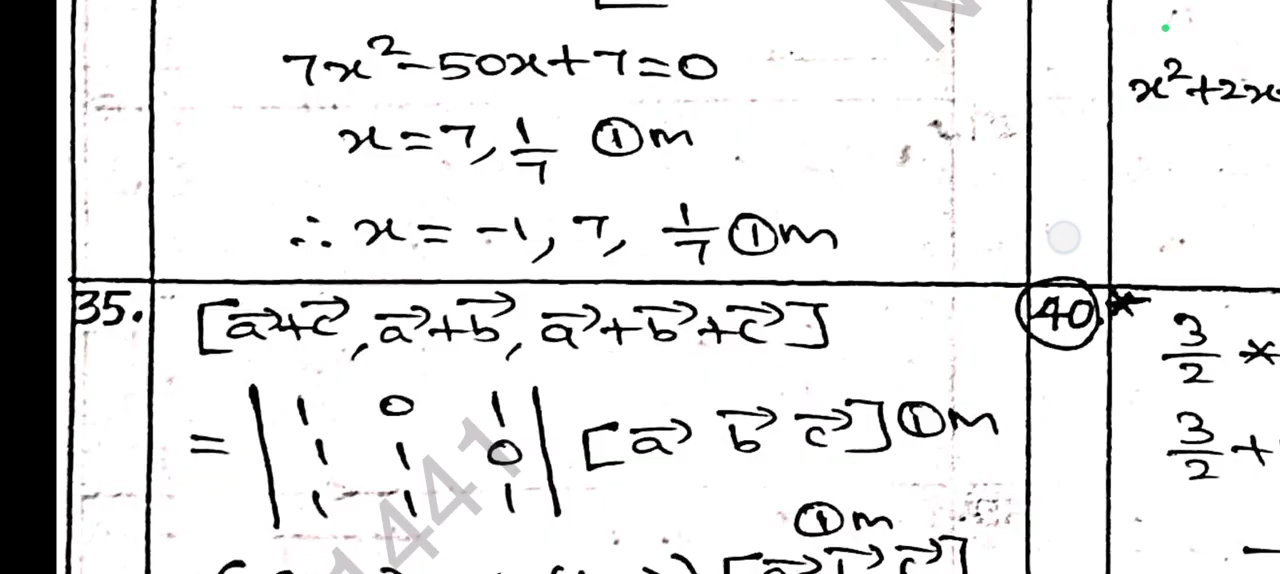 7x²-50x+7=0
x=7, 1/7 ①m
∴ x = -1, 7, 1/7 ①m
35. [a⃗+c⃗, a⃗+b⃗, a⃗+b⃗+c⃗]
= | 1 0 1 |
| 1 1 0 | [a⃗ b⃗ c⃗] ①m
| 1 1 1 |
①m
[a⃗ b⃗ c⃗]
1441
x²+2x
40. *
3/2 *
3/2 +